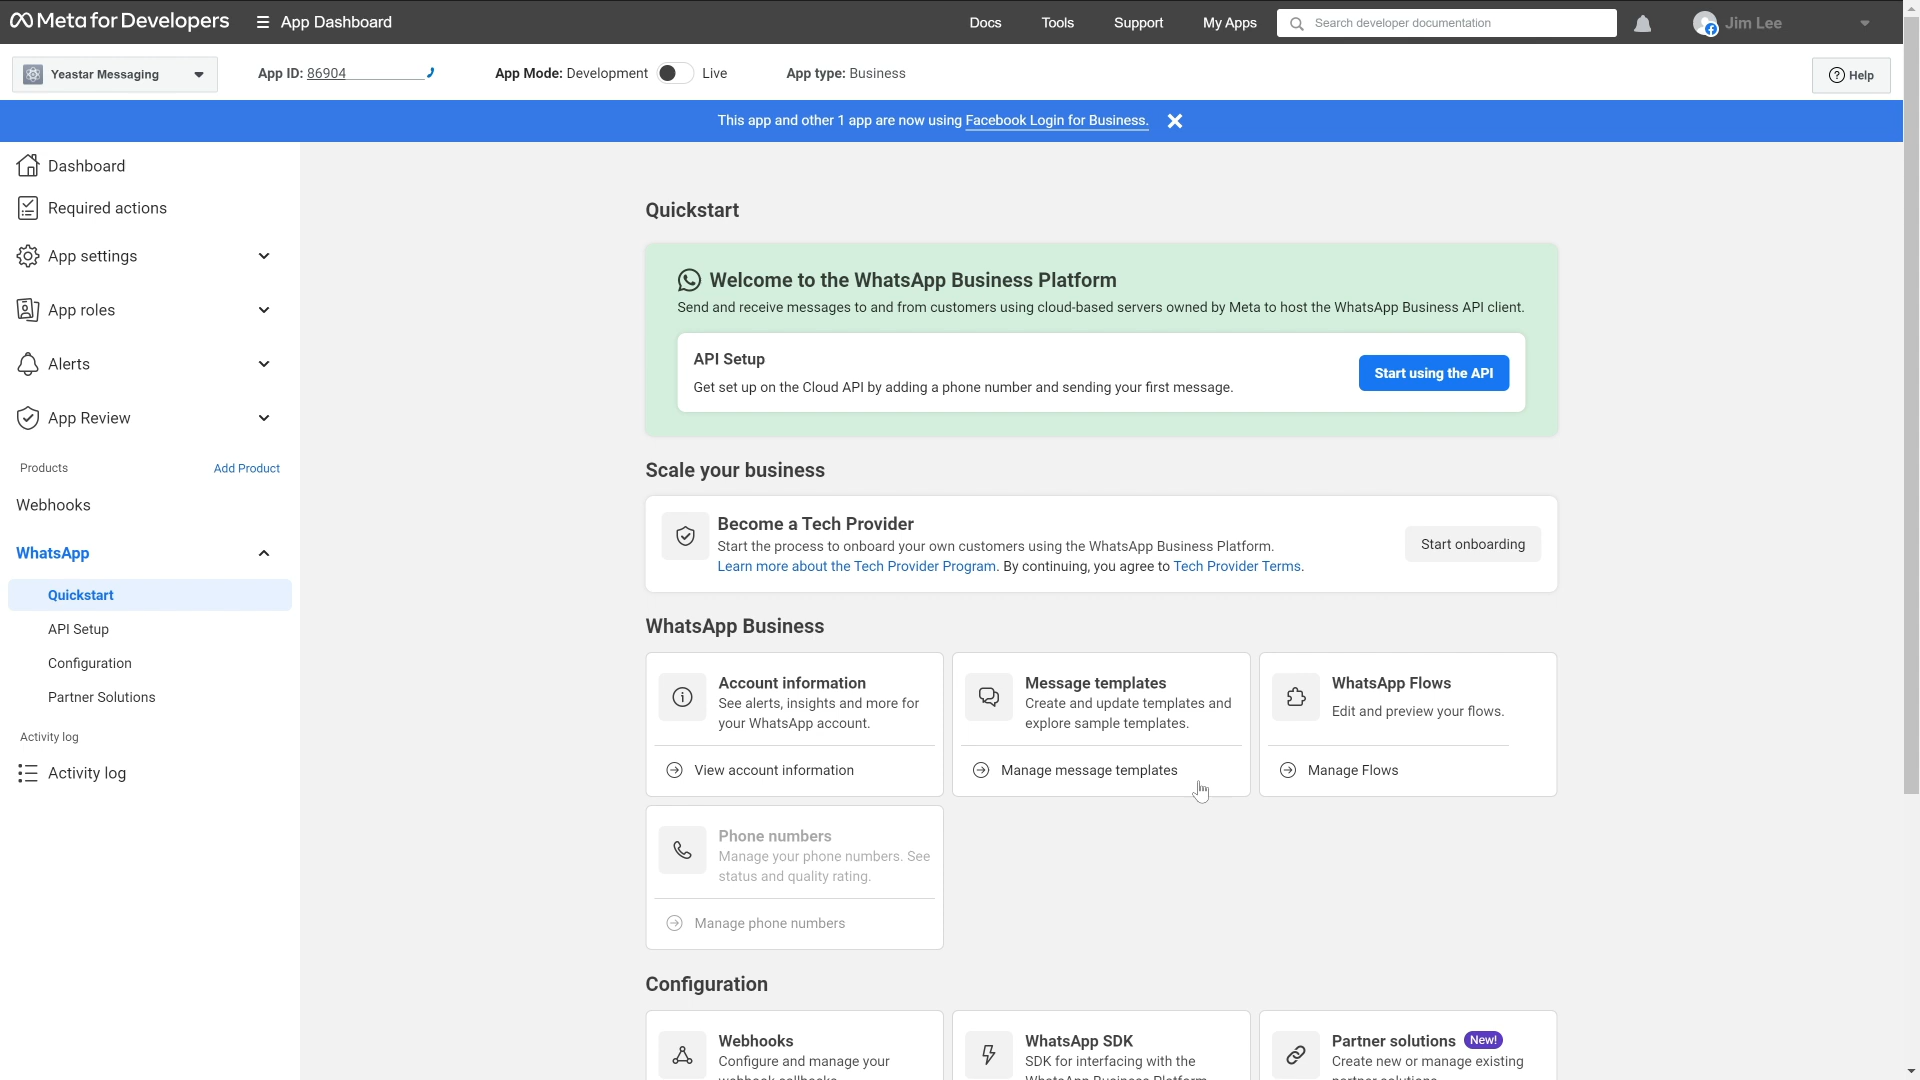 Meta for Developers
App Dashboard
Docs
Tools
Support
My Apps
Search developer documentation
Jim Lee
Yeastar Messaging
App ID: 86904
App Mode: Development
Live
App type: Business
Help
This app and other 1 app are now using Facebook Login for Business.
Dashboard
Required actions
App settings
App roles
Alerts
App Review
Products
Add Product
Webhooks
WhatsApp
Quickstart
API Setup
Configuration
Partner Solutions
Activity log
Activity log
Quickstart
Welcome to the WhatsApp Business Platform
Send and receive messages to and from customers using cloud-based servers owned by Meta to host the WhatsApp Business API client.
API Setup
Get set up on the Cloud API by adding a phone number and sending your first message.
Start using the API
Scale your business
Become a Tech Provider
Start the process to onboard your own customers using the WhatsApp Business Platform.
Learn more about the Tech Provider Program. By continuing, you agree to Tech Provider Terms.
Start onboarding
WhatsApp Business
Account information
See alerts, insights and more for
your WhatsApp account.
View account information
Message templates
Create and update templates and
explore sample templates.
Manage message templates
WhatsApp Flows
Edit and preview your flows.
Manage Flows
Phone numbers
Manage your phone numbers. See
status and quality rating.
Manage phone numbers
Configuration
Webhooks
Configure and manage your
webhook callbacks
WhatsApp SDK
SDK for interfacing with the
WhatsApp Business Platform
Partner solutions New!
Create new or manage existing
partner solutions